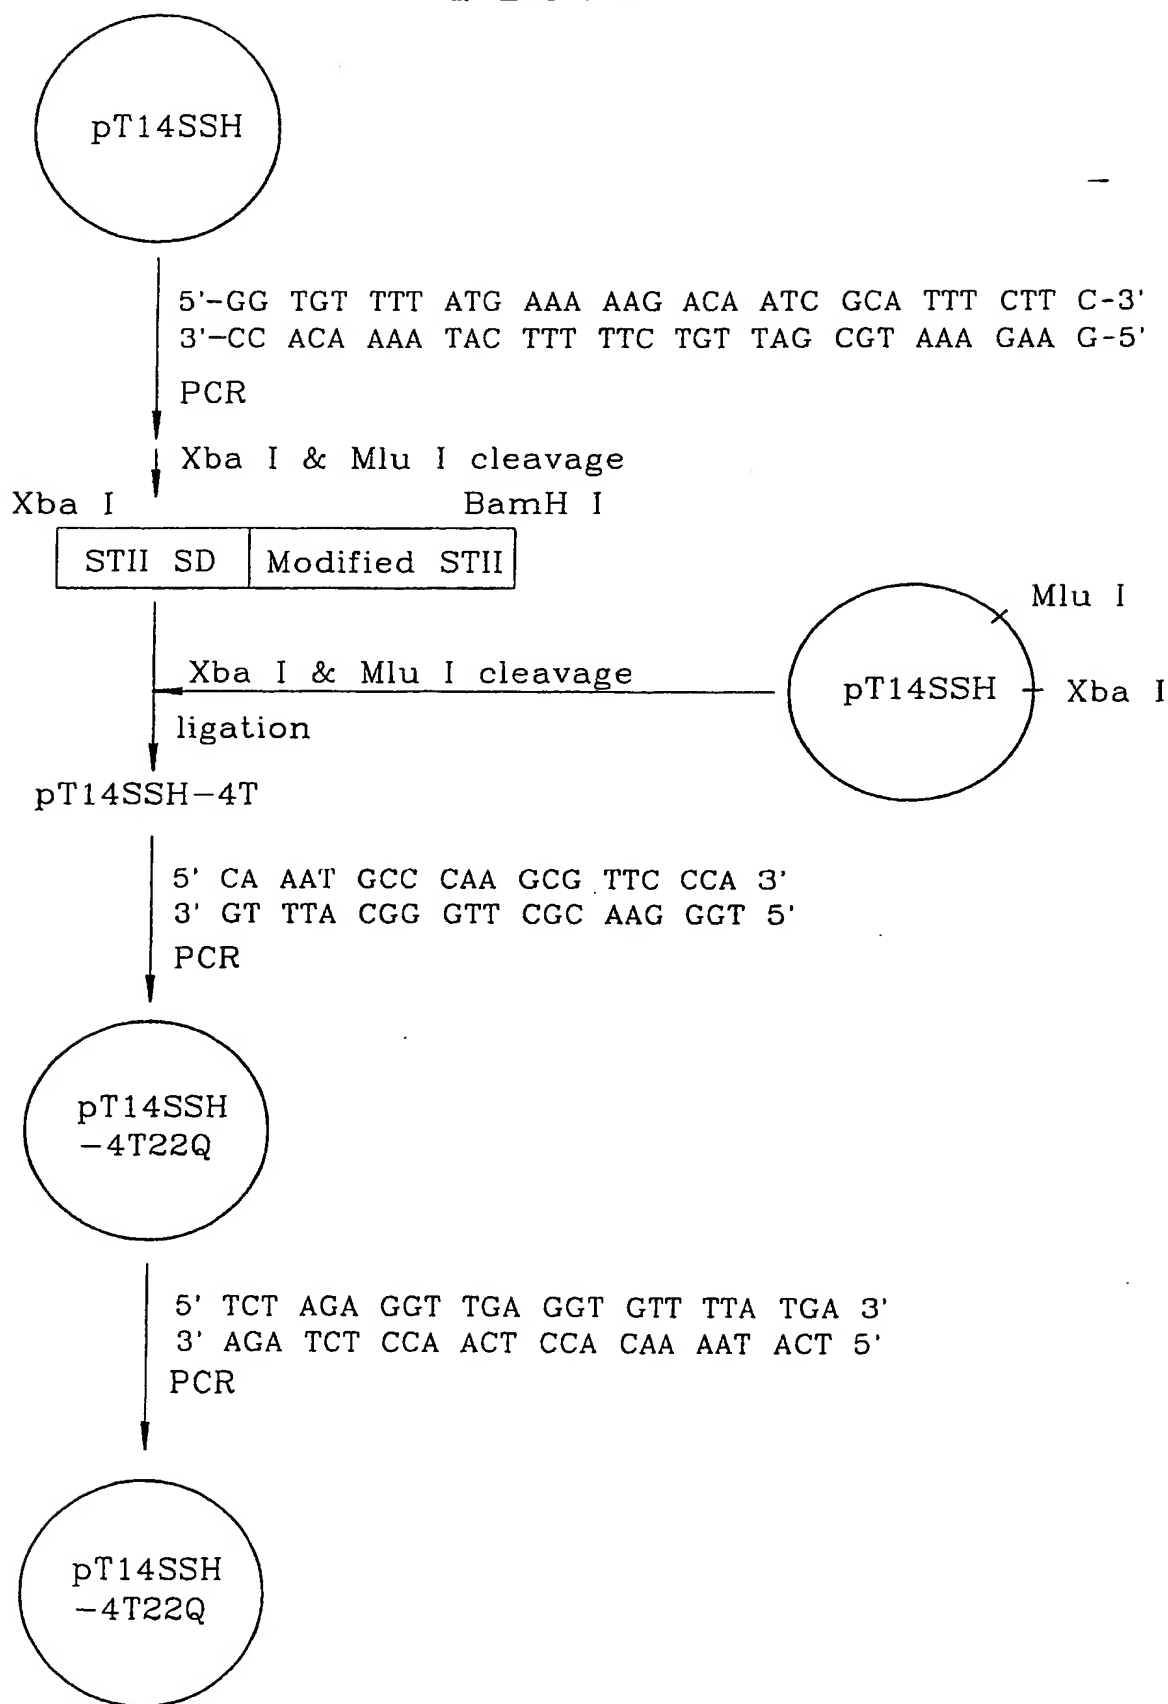 pT14SSH
5'-GG TGT TTT ATG AAA AAG ACA ATC GCA TTT CTT C-3'
3'-CC ACA AAA TAC TTT TTC TGT TAG CGT AAA GAA G-5'
PCR
Xba I & Mlu I cleavage
Xba I
BamH I
STII SD
Modified STII
Mlu I
Xba I & Mlu I cleavage
pT14SSH
Xba I
ligation
pT14SSH-4T
5' CA AAT GCC CAA GCG TTC CCA 3'
3' GT TTA CGG GTT CGC AAG GGT 5'
PCR
pT14SSH
-4T22Q
5' TCT AGA GGT TGA GGT GTT TTA TGA 3'
3' AGA TCT CCA ACT CCA CAA AAT ACT 5'
PCR
pT14SSH
-4T22Q